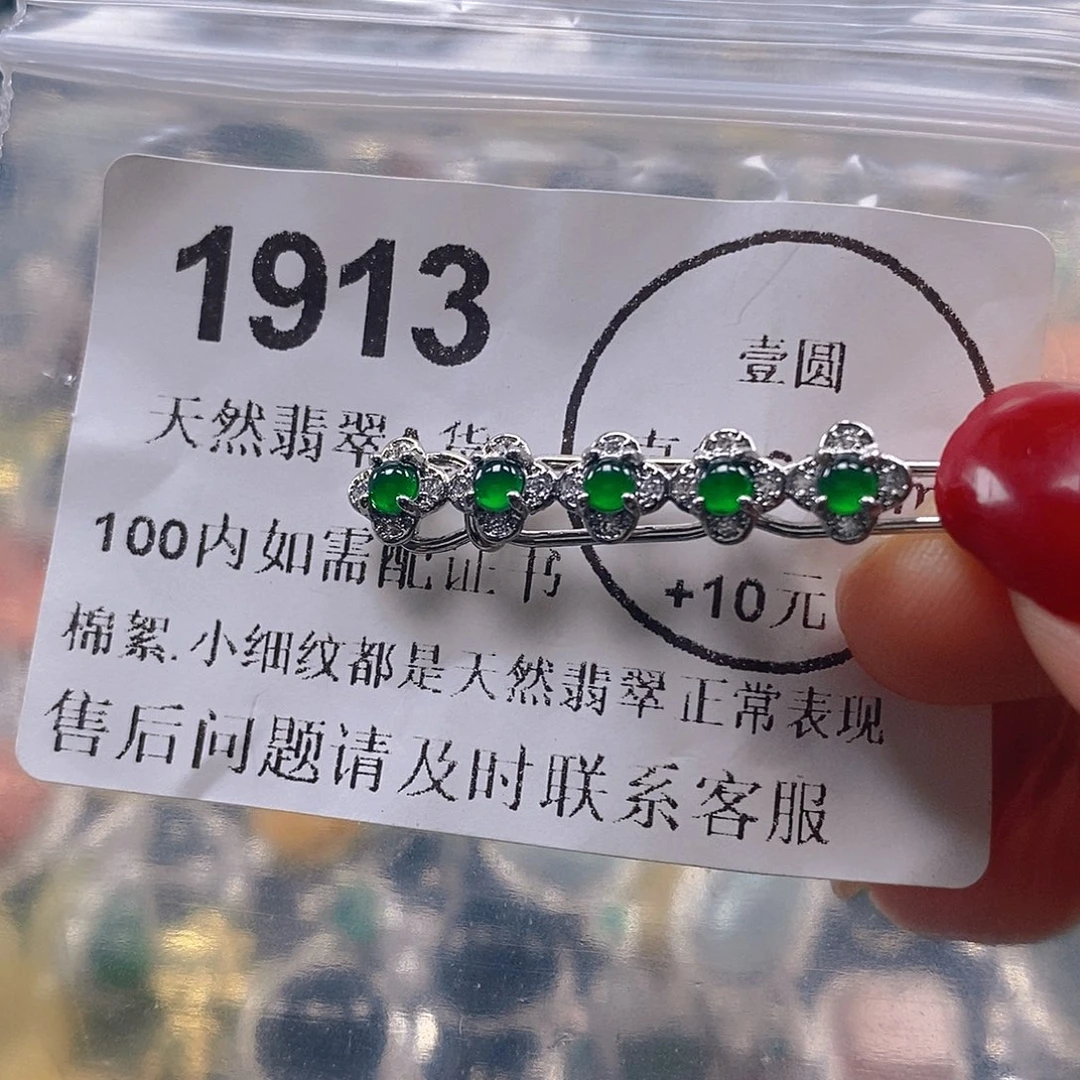 1913
壹圆
天然翡翠 货
100内如需配证书
+10元
棉絮.小细纹都是天然翡翠正常表现
售后问题请及时联系客服